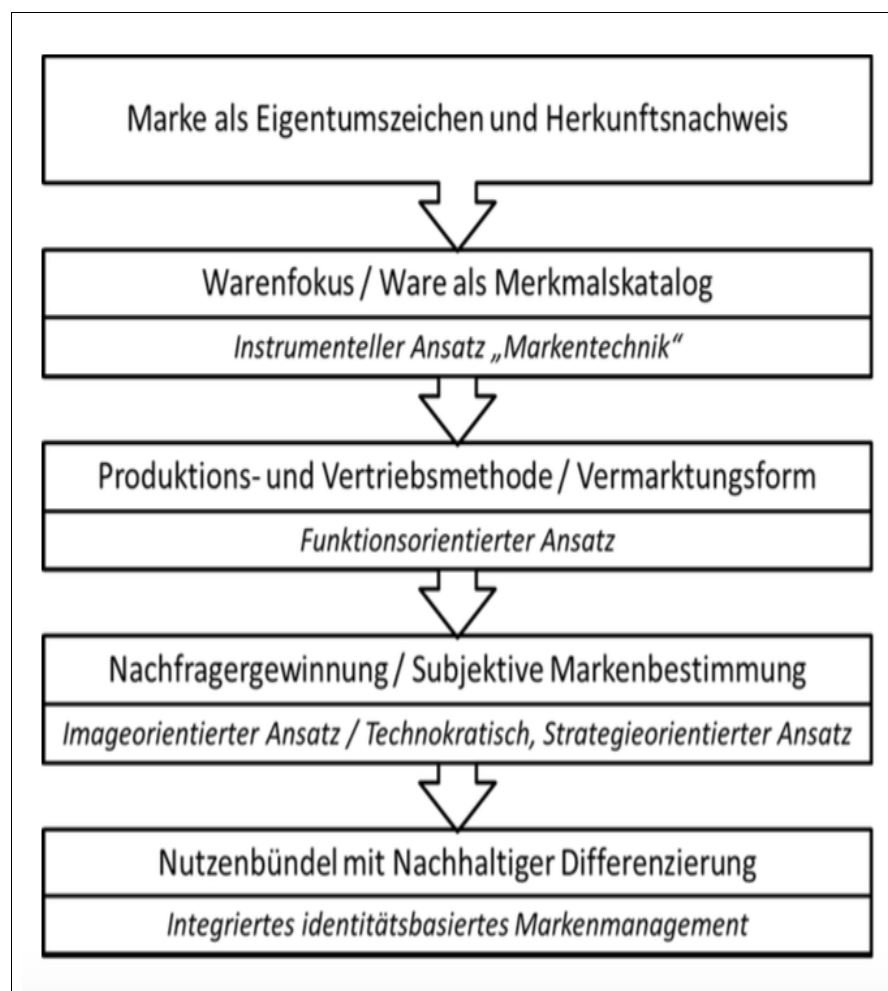 Marke als Eigentumszeichen und Herkunftsnachweis
Warenfokus / Ware als Merkmalskatalog
Instrumenteller Ansatz „Markentechnik“
Produktions- und Vertriebsmethode / Vermarktungsform
Funktionsorientierter Ansatz
Nachfragergewinnung / Subjektive Markenbestimmung
Imageorientierter Ansatz / Technokratisch, Strategieorientierter Ansatz
Nutzenbündel mit Nachhaltiger Differenzierung
Integriertes identitätsbasiertes Markenmanagement